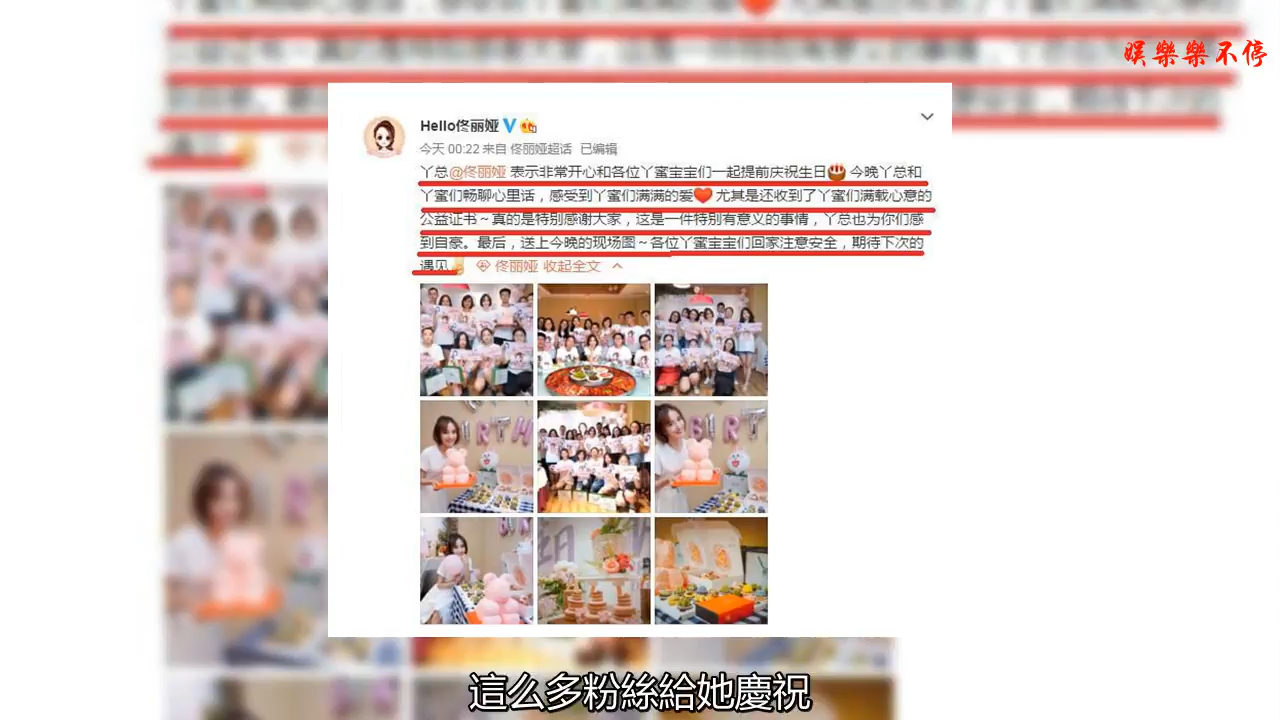 娱樂樂不停
Hello佟丽娅
今天 00:22 来自 佟丽娅超话 已编辑
丫总@佟丽娅 表示非常开心和各位丫蜜宝宝们一起提前庆祝生日🎂 今晚丫总和
丫蜜们畅聊心里话，感受到丫蜜们满满的爱❤️ 尤其是还收到了丫蜜们满载心意的
公益证书～真的是特别感谢大家，这是一件特别有意义的事情，丫总也为你们感
到自豪。最后，送上今晚的现场图～各位丫蜜宝宝们回家注意安全，期待下次的
遇见 佟丽娅 收起全文
BIRTH
BIRT
這么多粉絲給她慶祝